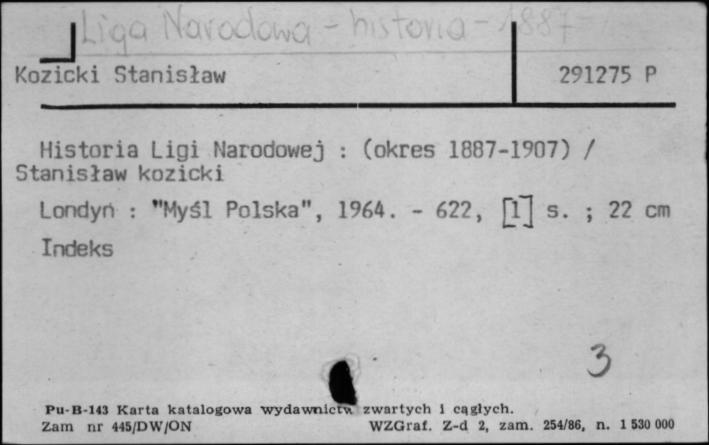 Liga Narodowa - historia - 1887-
Kozicki Stanisław
291275 P
Historia Ligi Narodowej : (okres 1887-1907) /
Stanisław kozicki
Londyn : "Myśl Polska", 1964. - 622, [1] s. ; 22 cm
Indeks
3
Pu-B-143 Karta katalogowa wydawnictw zwartych i ciągłych.
Zam nr 445/DW/ON WZGraf. Z-d 2, zam. 254/86, n. 1 530 000